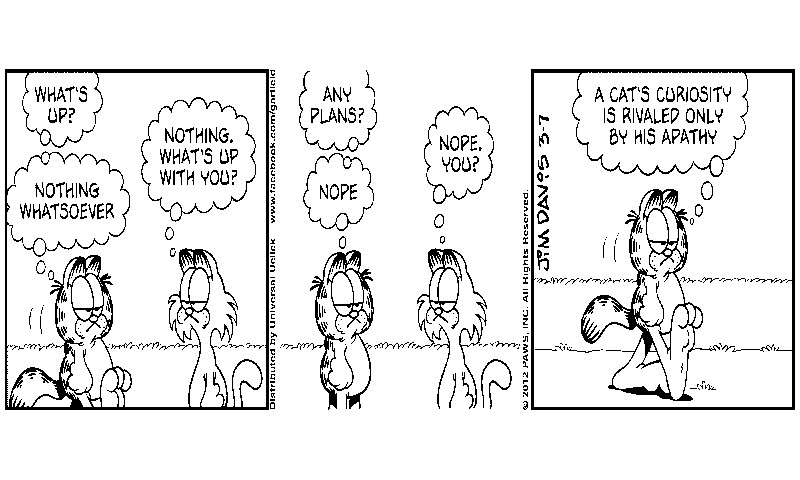 WHAT'S
UP?
NOTHING.
WHAT'S UP
WITH YOU?
NOTHING
WHATSOEVER
Distributed by Universal Uclick www.facebook.com/garfield
ANY
PLANS?
NOPE.
YOU?
NOPE
© 2012 PAWS, INC. All Rights Reserved.
JIM DAVIS 3-7
A CAT'S CURIOSITY
IS RIVALED ONLY
BY HIS APATHY